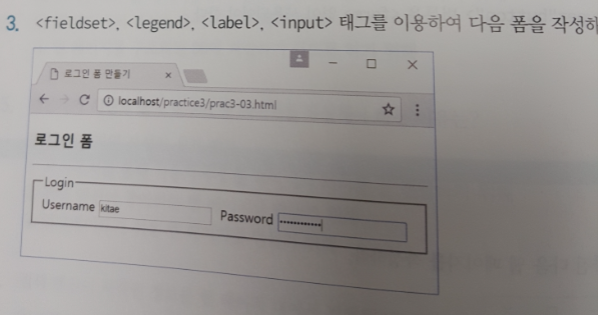 3. <fieldset>, <legend>, <label>, <input> 태그를 이용하여 다음 폼을 작성하
로그인 폼 만들기 ×
localhost/practice3/prac3-03.html
로그인 폼
Login
Username kitae Password ••••••••••••